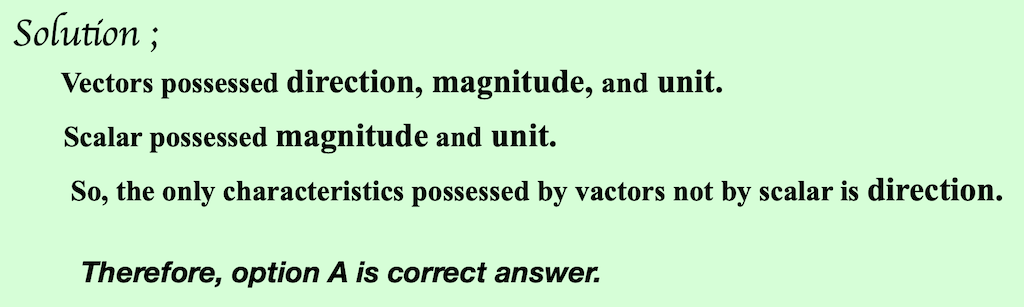 Solution ;
Vectors possessed direction, magnitude, and unit.
Scalar possessed magnitude and unit.
So, the only characteristics possessed by vactors not by scalar is direction.
Therefore, option A is correct answer.